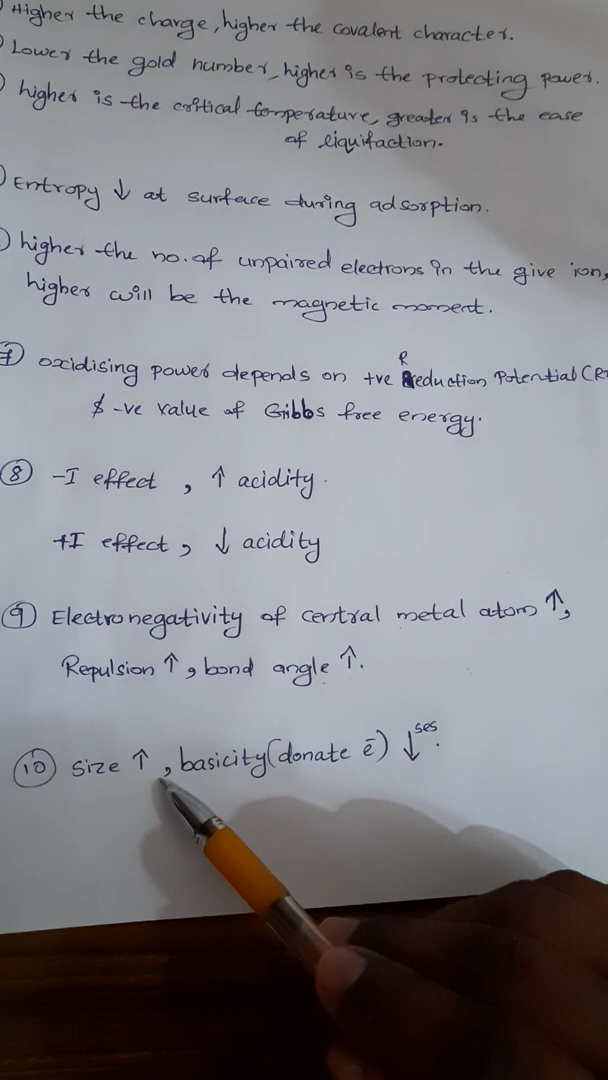 Higher the charge, higher the covalent character.
Lower the gold number, higher is the protecting power.
higher is the critical temperature, greater is the ease
of liquifaction.
Entropy ↓ at surface during adsorption.
higher the no. of unpaired electrons in the give ion,
higher will be the magnetic moment.
⑦ oxidising power depends on +ve Reduction Potential (RP
& -ve value of Gibbs free energy.
⑧ -I effect , ↑ acidity.
+I effect, ↓ acidity
⑨ Electronegativity of central metal atom ↑,
Repulsion ↑, bond angle ↑.
⑩ size ↑, basicity(donate ē) ↓ses.